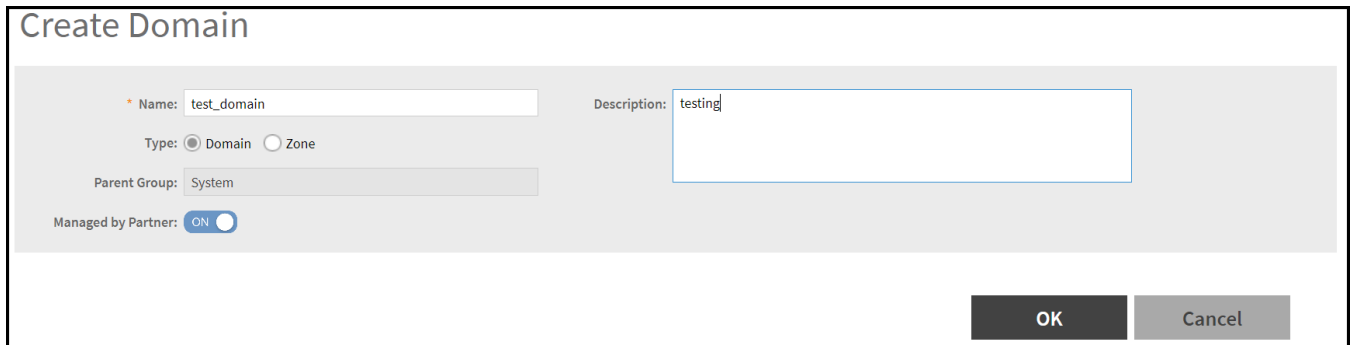 Create Domain
* Name: test_domain
Description: testing
Type: Domain Zone
Parent Group: System
Managed by Partner: ON
OK Cancel